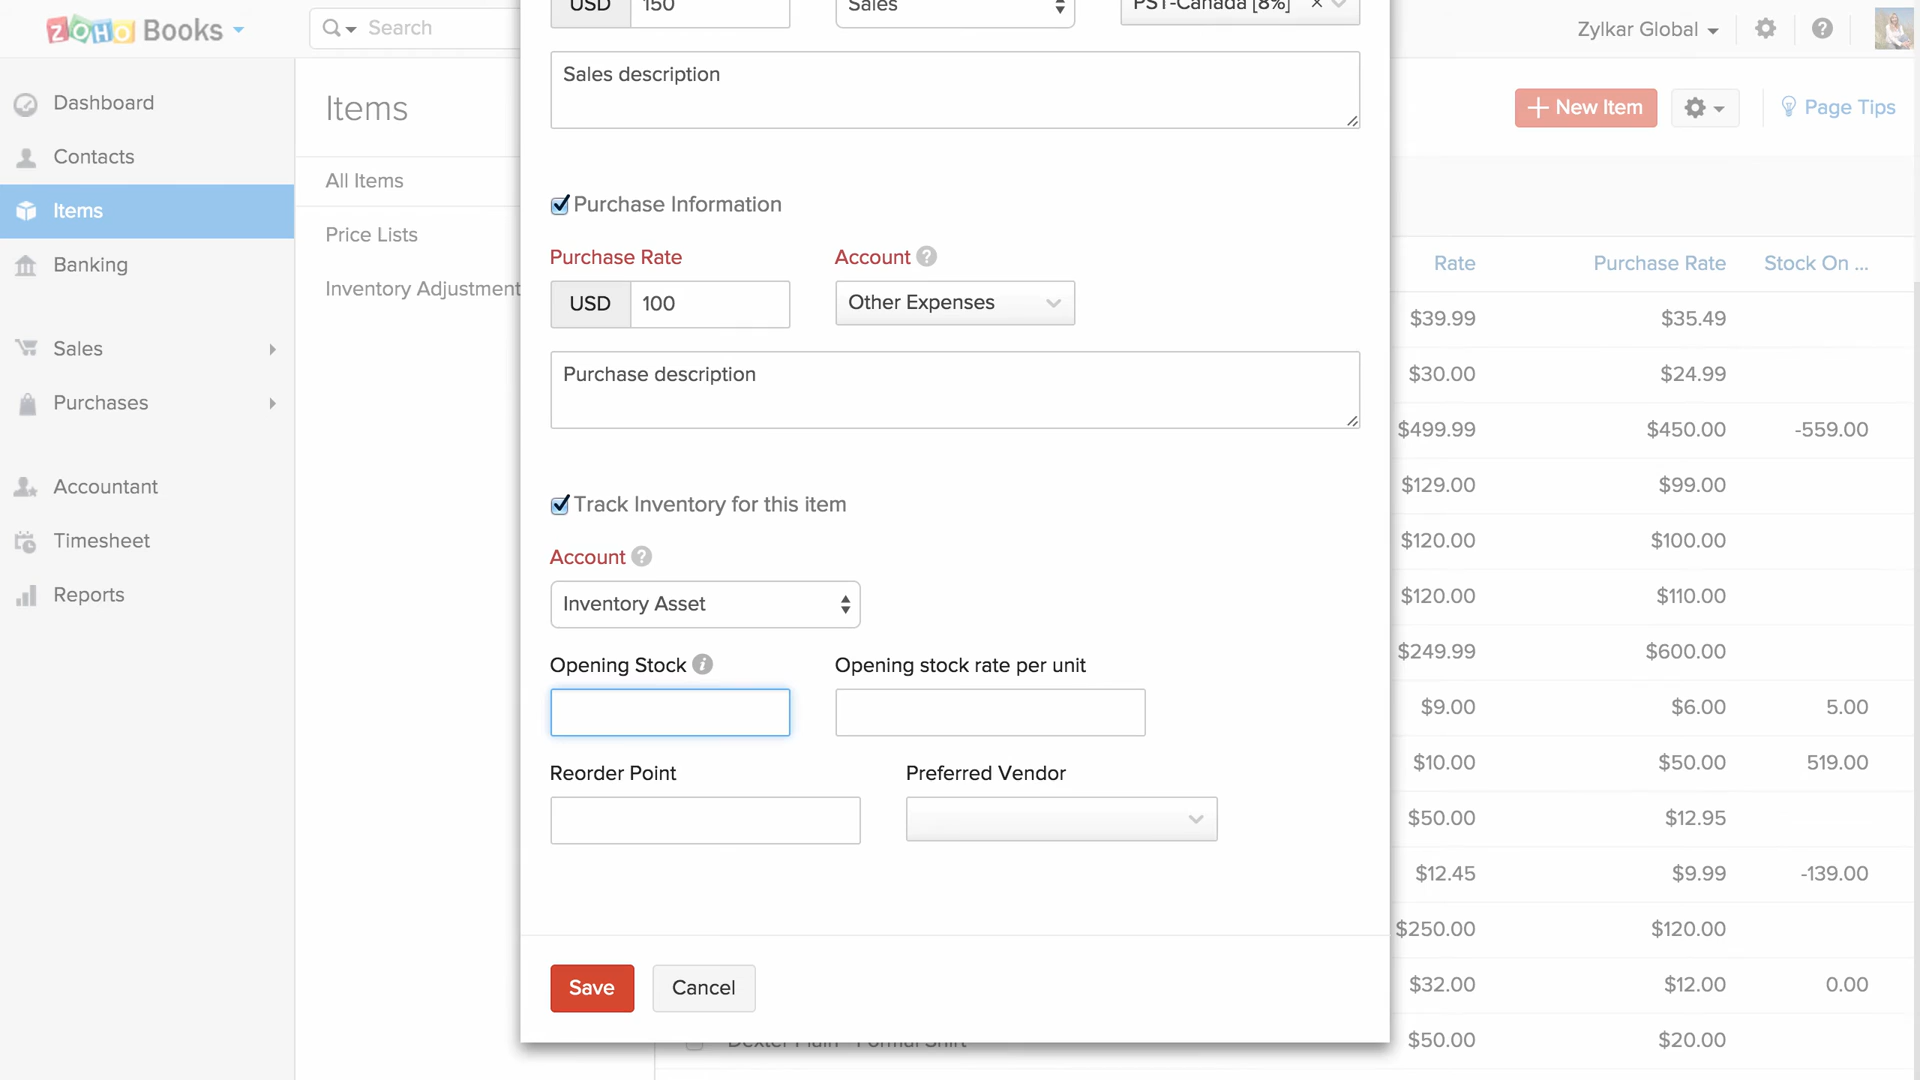 ZOHO Books
Search
Zylkar Global
Dashboard
Contacts
Items
Banking
Sales
Purchases
Accountant
Timesheet
Reports
Items
All Items
Price Lists
Inventory Adjustment
USD 150
Sales
PST-Canada [8%] ×
Sales description
Purchase Information
Purchase Rate
Account ?
USD 100
Other Expenses
Purchase description
Track Inventory for this item
Account ?
Inventory Asset
Opening Stock i
Opening stock rate per unit
Reorder Point
Preferred Vendor
Save
Cancel
+ New Item
Page Tips
Rate Purchase Rate Stock On ...
$39.99 $35.49
$30.00 $24.99
$499.99 $450.00 -559.00
$129.00 $99.00
$120.00 $100.00
$120.00 $110.00
$249.99 $600.00
$9.00 $6.00 5.00
$10.00 $50.00 519.00
$50.00 $12.95
$12.45 $9.99 -139.00
$250.00 $120.00
$32.00 $12.00 0.00
$50.00 $20.00